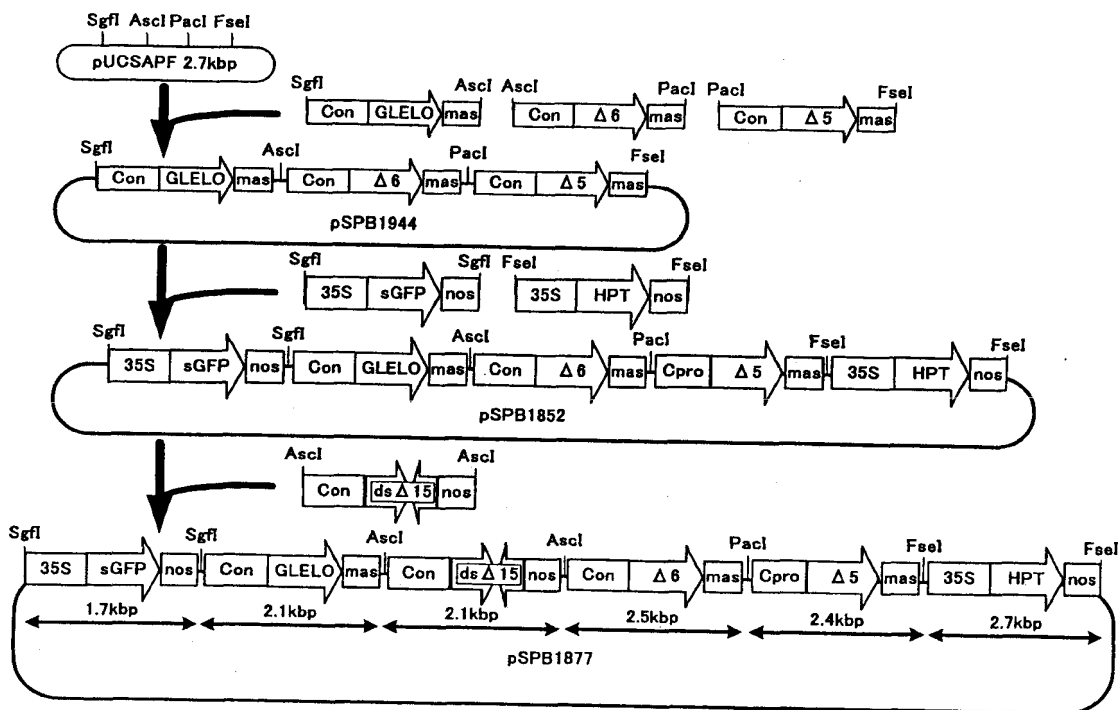 SgfI AscI PacI FseI
pUCSAPF 2.7kbp
SgfI AscI AscI PacI PacI FseI
Con GLELO mas Con Δ6 mas Con Δ5 mas
SgfI AscI PacI FseI
Con GLELO mas Con Δ6 mas Con Δ5 mas
pSPB1944
SgfI SgfI FseI FseI
35S sGFP nos 35S HPT nos
SgfI SgfI AscI PacI FseI FseI
35S sGFP nos Con GLELO mas Con Δ6 mas Cpro Δ5 mas 35S HPT nos
pSPB1852
AscI AscI
Con dsΔ15 nos
SgfI SgfI AscI AscI PacI FseI FseI
35S sGFP nos Con GLELO mas Con dsΔ15 nos Con Δ6 mas Cpro Δ5 mas 35S HPT nos
1.7kbp 2.1kbp 2.1kbp 2.5kbp 2.4kbp 2.7kbp
pSPB1877